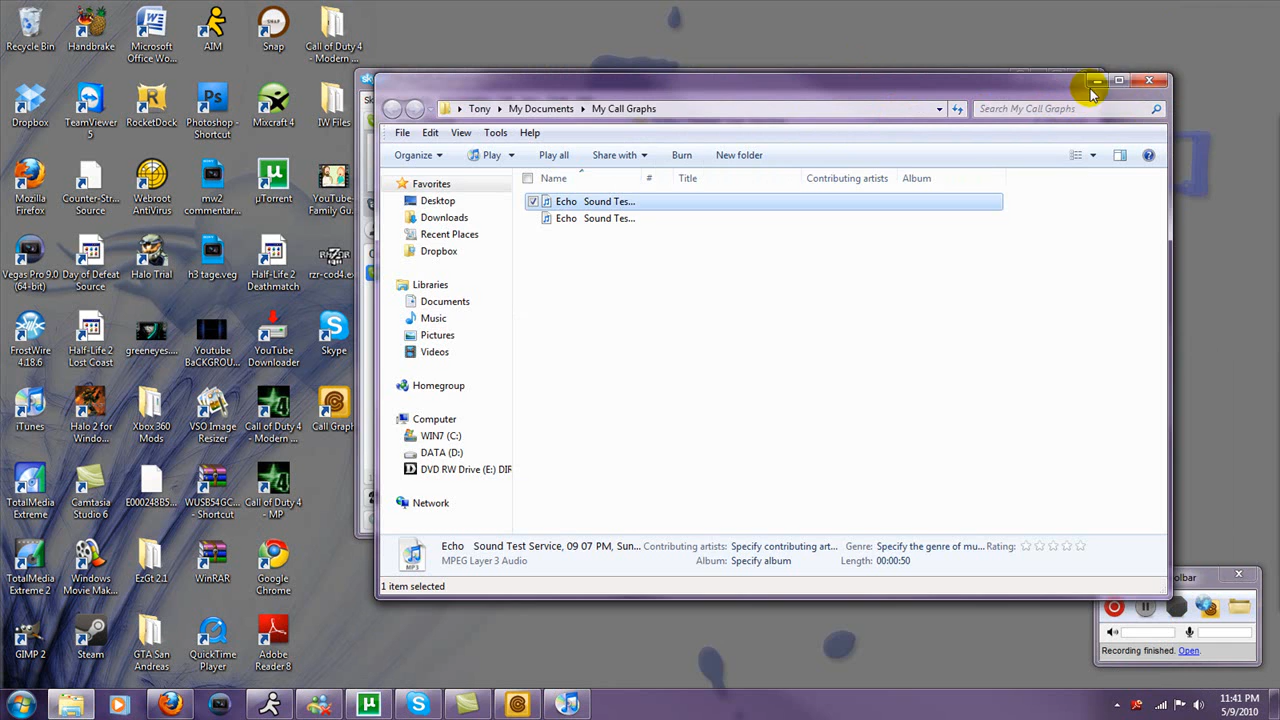 Recycle Bin
Handbrake
Microsoft Office Wo...
AIM
Snap
Call of Duty 4 - Modern ...
Dropbox
TeamViewer 5
RocketDock
Photoshop - Shortcut
Mixcraft 4
IW Files
Mozilla Firefox
Counter-Str... Source
Webroot AntiVirus
mw2 commentar...
µTorrent
YouTube- Family Gu...
Vegas Pro 9.0 (64-bit)
Day of Defeat Source
Halo Trial
h3 tage.veg
Half-Life 2 Deathmatch
rzr-cod4.ex
FrostWire 4.18.6
Half-Life 2 Lost Coast
greeneyes....
Youtube BaCKGROU...
YouTube Downloader
Skype
iTunes
Halo 2 for Windo...
Xbox 360 Mods
VSO Image Resizer
Call of Duty 4 - Modern ...
Call Graph
TotalMedia Extreme
Camtasia Studio 6
E000248B5...
WUSB54GC... - Shortcut
Call of Duty 4 - MP
TotalMedia Extreme 2
Windows Movie Mak...
EzGt 2.1
WinRAR
Google Chrome
GIMP 2
Steam
GTA San Andreas
QuickTime Player
Adobe Reader 8
Tony
My Documents
My Call Graphs
Search My Call Graphs
File Edit View Tools Help
Organize Play Play all Share with Burn New folder
Name # Title Contributing artists Album
Echo Sound Tes...
Echo Sound Tes...
Favorites
Desktop
Downloads
Recent Places
Dropbox
Libraries
Documents
Music
Pictures
Videos
Homegroup
Computer
WIN7 (C:)
DATA (D:)
DVD RW Drive (E:) DIR
Network
Echo Sound Test Service, 09 07 PM, Sun... Contributing artists: Specify contributing art... Genre: Specify the genre of mu... Rating:
MPEG Layer 3 Audio Album: Specify album Length: 00:00:50
MP3
1 item selected
olbar
Recording finished. Open.
11:41 PM
5/9/2010